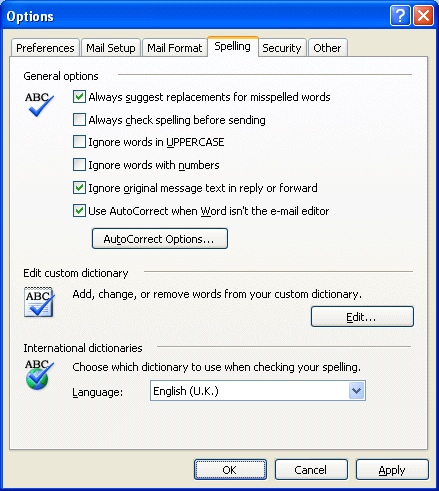 Options
Preferences Mail Setup Mail Format Spelling Security Other
General options
ABC
Always suggest replacements for misspelled words
Always check spelling before sending
Ignore words in UPPERCASE
Ignore words with numbers
Ignore original message text in reply or forward
Use AutoCorrect when Word isn't the e-mail editor
AutoCorrect Options...
Edit custom dictionary
ABC
Add, change, or remove words from your custom dictionary.
Edit...
International dictionaries
ABC
Choose which dictionary to use when checking your spelling.
Language: English (U.K.)
OK Cancel Apply